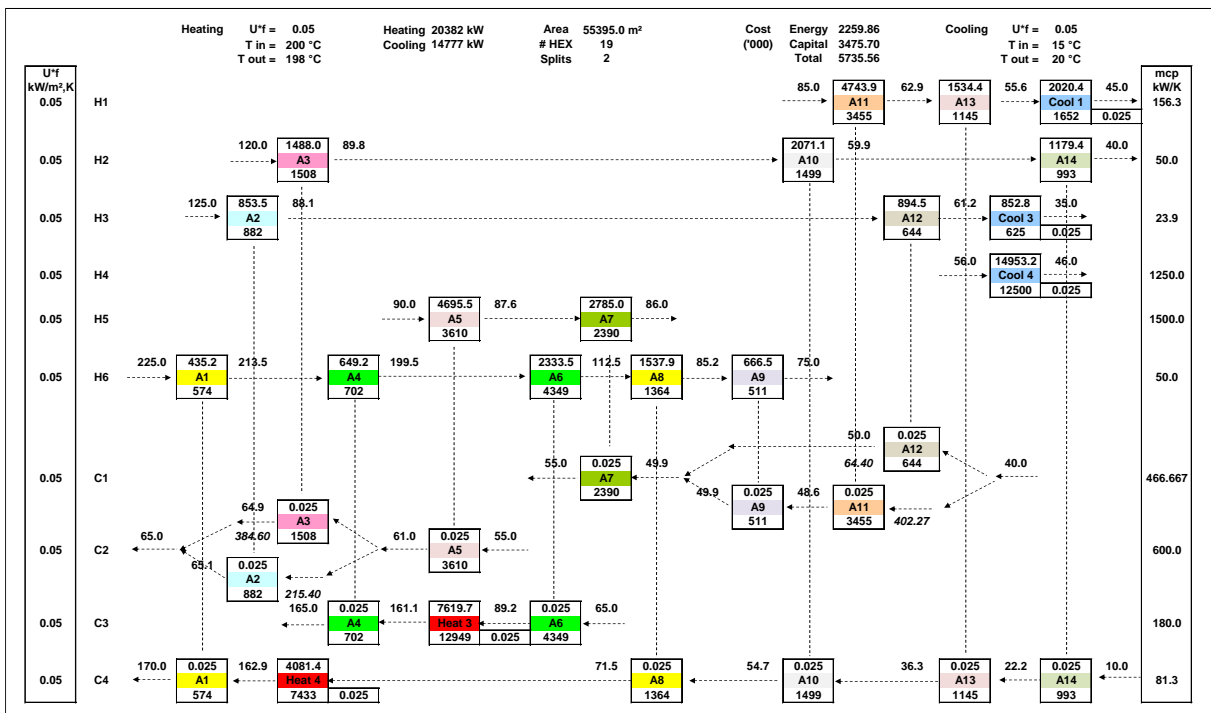 Heating U*f = 0.05 Heating 20382 kW Area 55395.0 m² Cost Energy 2259.86 Cooling U*f = 0.05
T in = 200 °C Cooling 14777 kW # HEX 19 ('000) Capital 3475.70 T in = 15 °C
T out = 198 °C Splits 2 Total 5735.56 T out = 20 °C
U*f mcp
kW/m²,K kW/K
4743.9 1534.4 2020.4
85.0 62.9 55.6 45.0
0.05 H1 A11 A13 Cool 1 156.3
3455 1145 1652 0.025
1488.0 2071.1 1179.4
120.0 89.8 59.9 40.0
0.05 H2 A3 A10 A14 50.0
1508 1499 993
853.5 894.5 852.8
125.0 88.1 61.2 35.0
0.05 H3 A2 A12 Cool 3 23.9
882 644 625 0.025
56.0 14953.2 46.0
0.05 H4 Cool 4 1250.0
12500 0.025
90.0 4695.5 87.6 2785.0 86.0
0.05 H5 A5 A7 1500.0
3610 2390
225.0 435.2 213.5 649.2 199.5 2333.5 112.5 1537.9 85.2 666.5 75.0
0.05 H6 A1 A4 A6 A8 A9 50.0
574 702 4349 1364 511
50.0 0.025
A12
64.40 644
55.0 0.025 49.9 40.0
0.05 C1 A7 466.667
2390
49.9 0.025 48.6 0.025
A9 A11
511 3455 402.27
64.9 0.025
A3
384.60 1508
65.0 61.0 0.025 55.0
0.05 C2 A5 600.0
3610
65.1 0.025
A2
882 215.40
165.0 0.025 161.1 7619.7 89.2 0.025 65.0
0.05 C3 A4 Heat 3 A6 180.0
702 12949 0.025 4349
170.0 0.025 162.9 4081.4 71.5 0.025 54.7 0.025 36.3 0.025 22.2 0.025 10.0
0.05 C4 A1 Heat 4 A8 A10 A13 A14 81.3
574 7433 0.025 1364 1499 1145 993